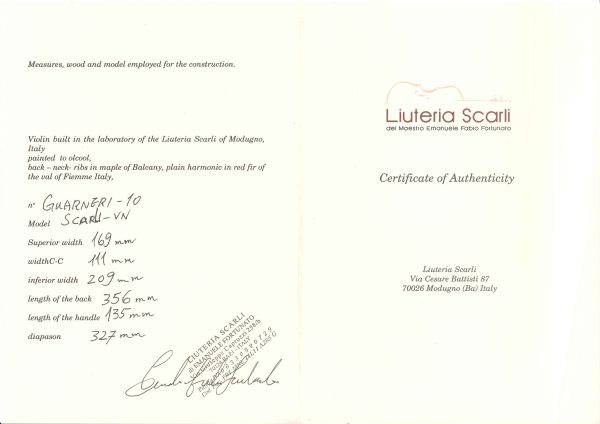 Measures, wood and model employed for the construction.
Violin built in the laboratory of the Liuteria Scarli of Modugno,
Italy
painted to olcool,
back – neck- ribs in maple of Balcany, plain harmonic in red fir of
the val of Fiemme Italy,
n° GUARNERI-10
Model SCARLI-VN
Superior width 169 mm
widthC-C 111 mm
inferior width 209 mm
length of the back 356 mm
length of the handle 135 mm
diapason 327 mm
LIUTERIA SCARLI
di EMANUELE FORTUNATO
Liuteria Scarli
del Maestro Emanuele Fabio Fortunato
Certificate of Authenticity
Liuteria Scarli
Via Cesare Battisti 87
70026 Modugno (Ba) Italy